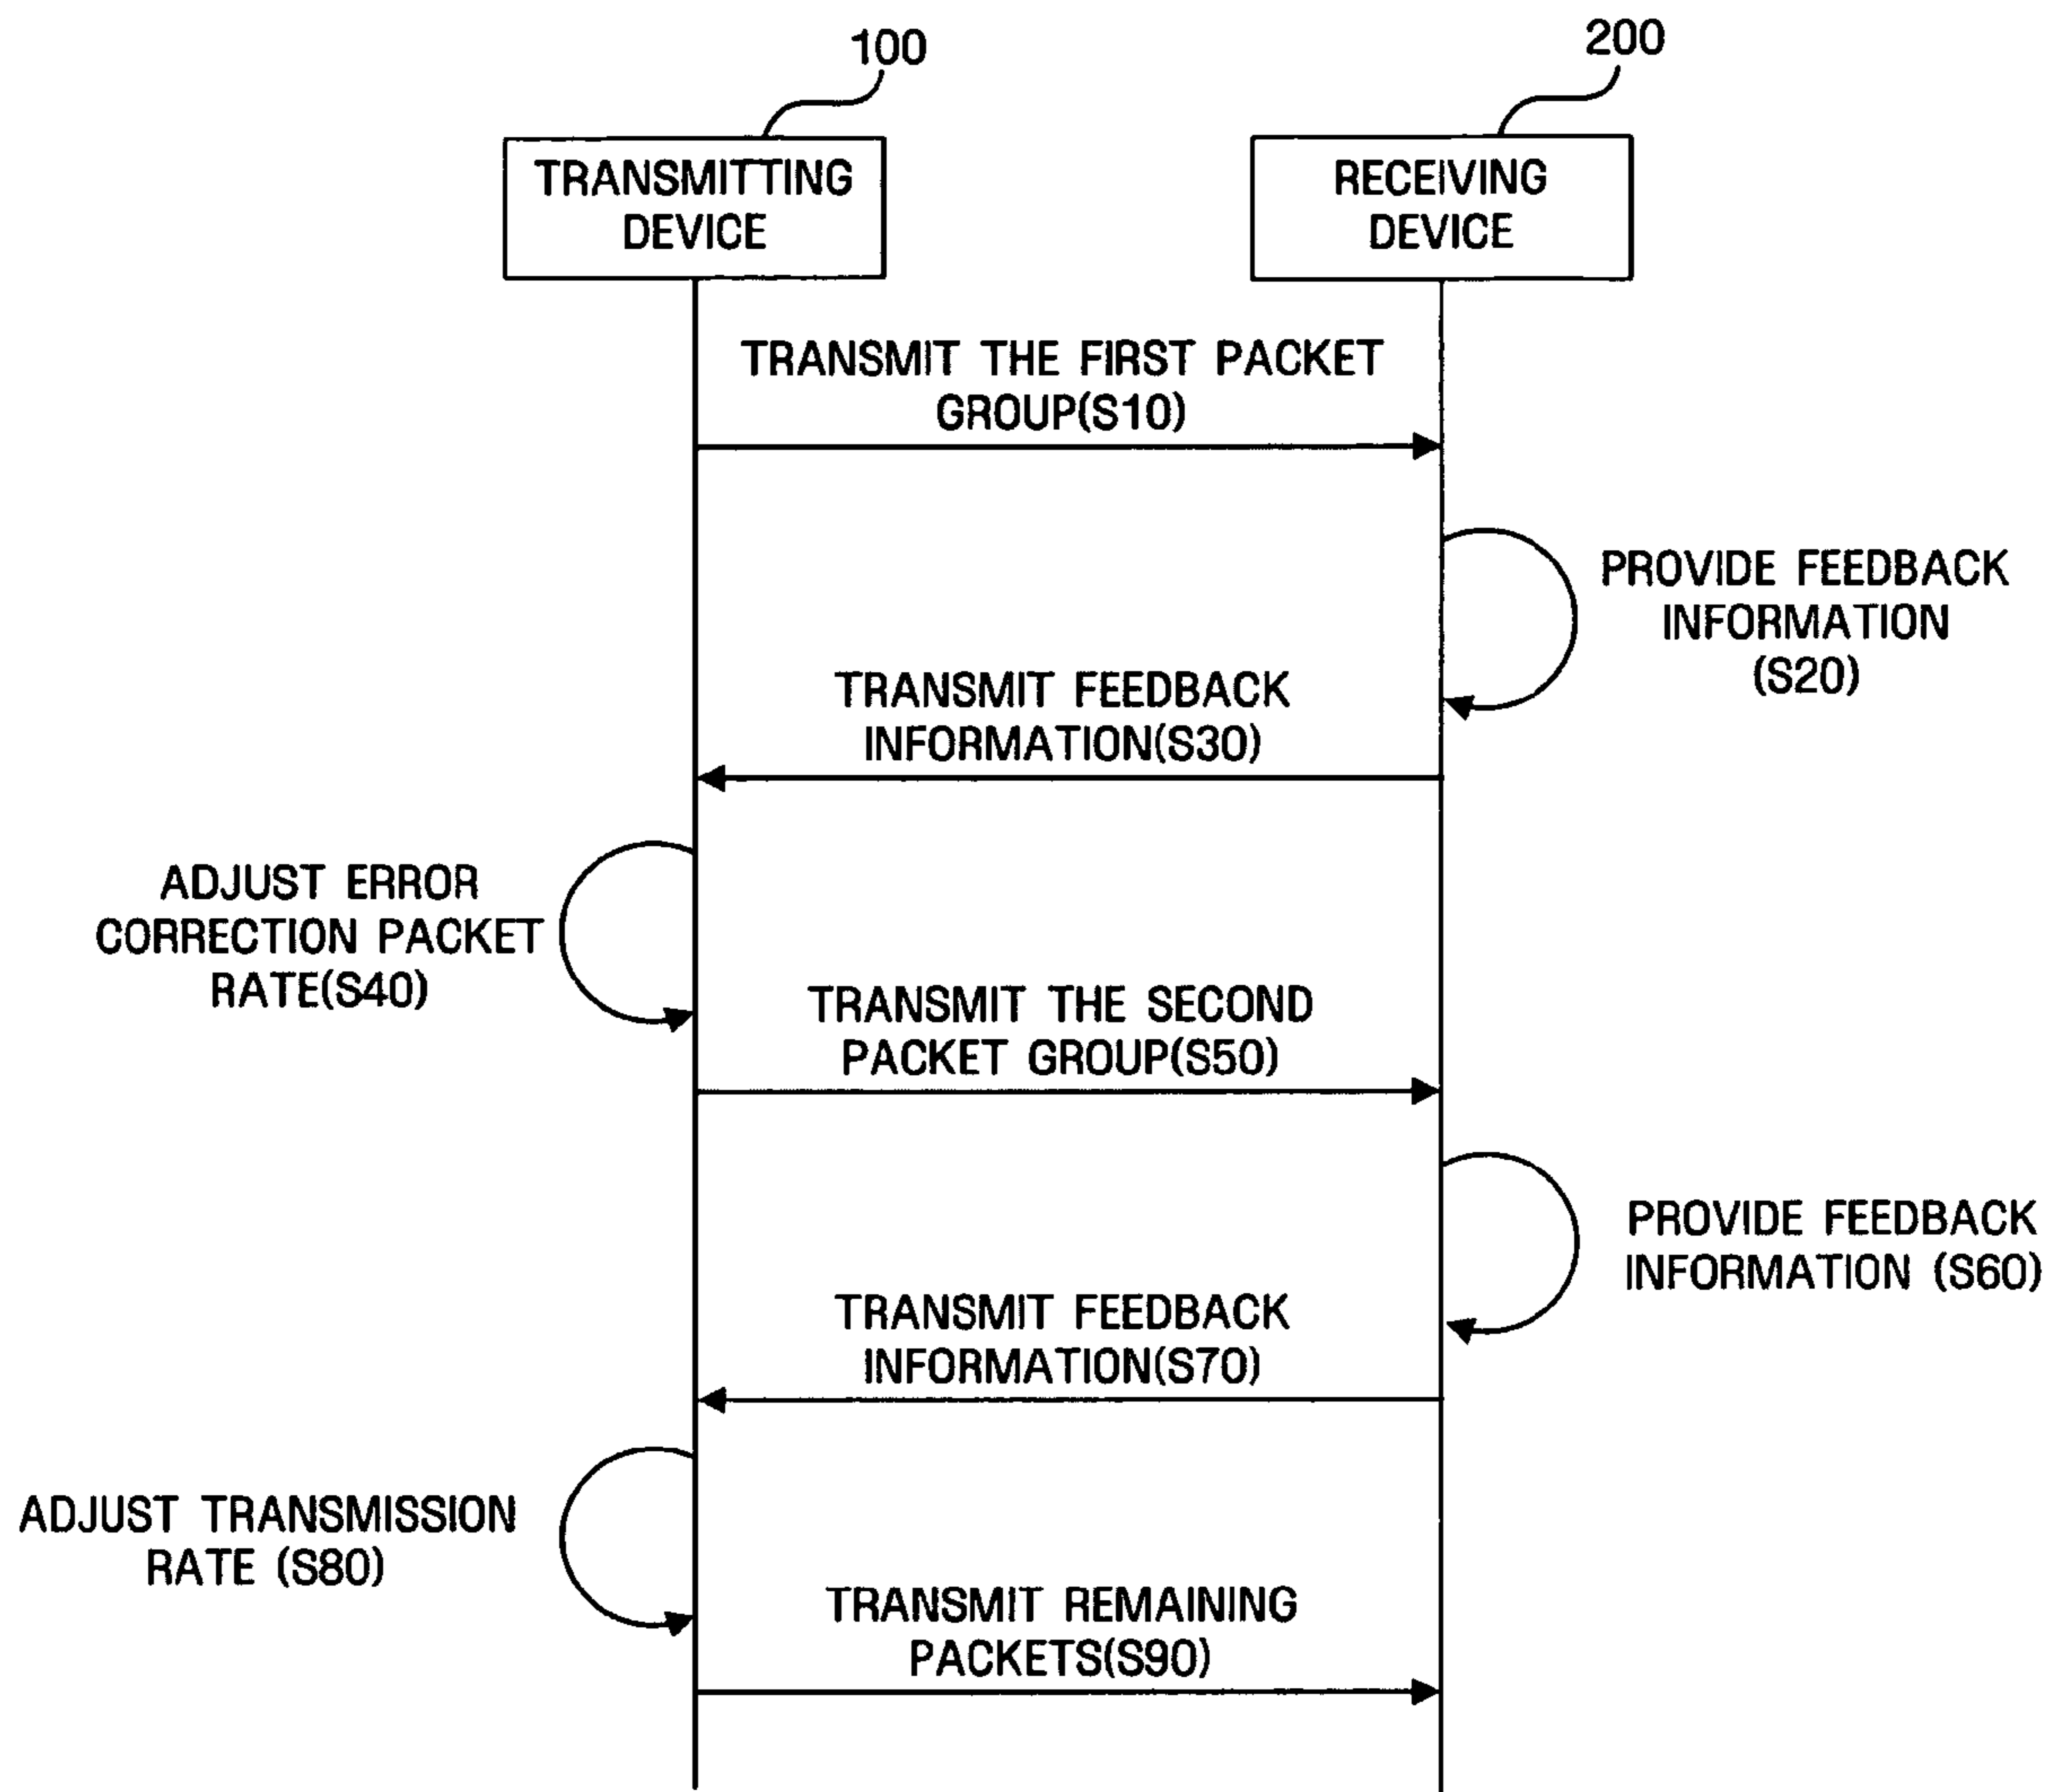 100
200
TRANSMITTING
DEVICE
RECEIVING
DEVICE
TRANSMIT THE FIRST PACKET
GROUP(S10)
PROVIDE FEEDBACK
INFORMATION
(S20)
TRANSMIT FEEDBACK
INFORMATION(S30)
ADJUST ERROR
CORRECTION PACKET
RATE(S40)
TRANSMIT THE SECOND
PACKET GROUP(S50)
PROVIDE FEEDBACK
INFORMATION (S60)
TRANSMIT FEEDBACK
INFORMATION(S70)
ADJUST TRANSMISSION
RATE (S80)
TRANSMIT REMAINING
PACKETS(S90)